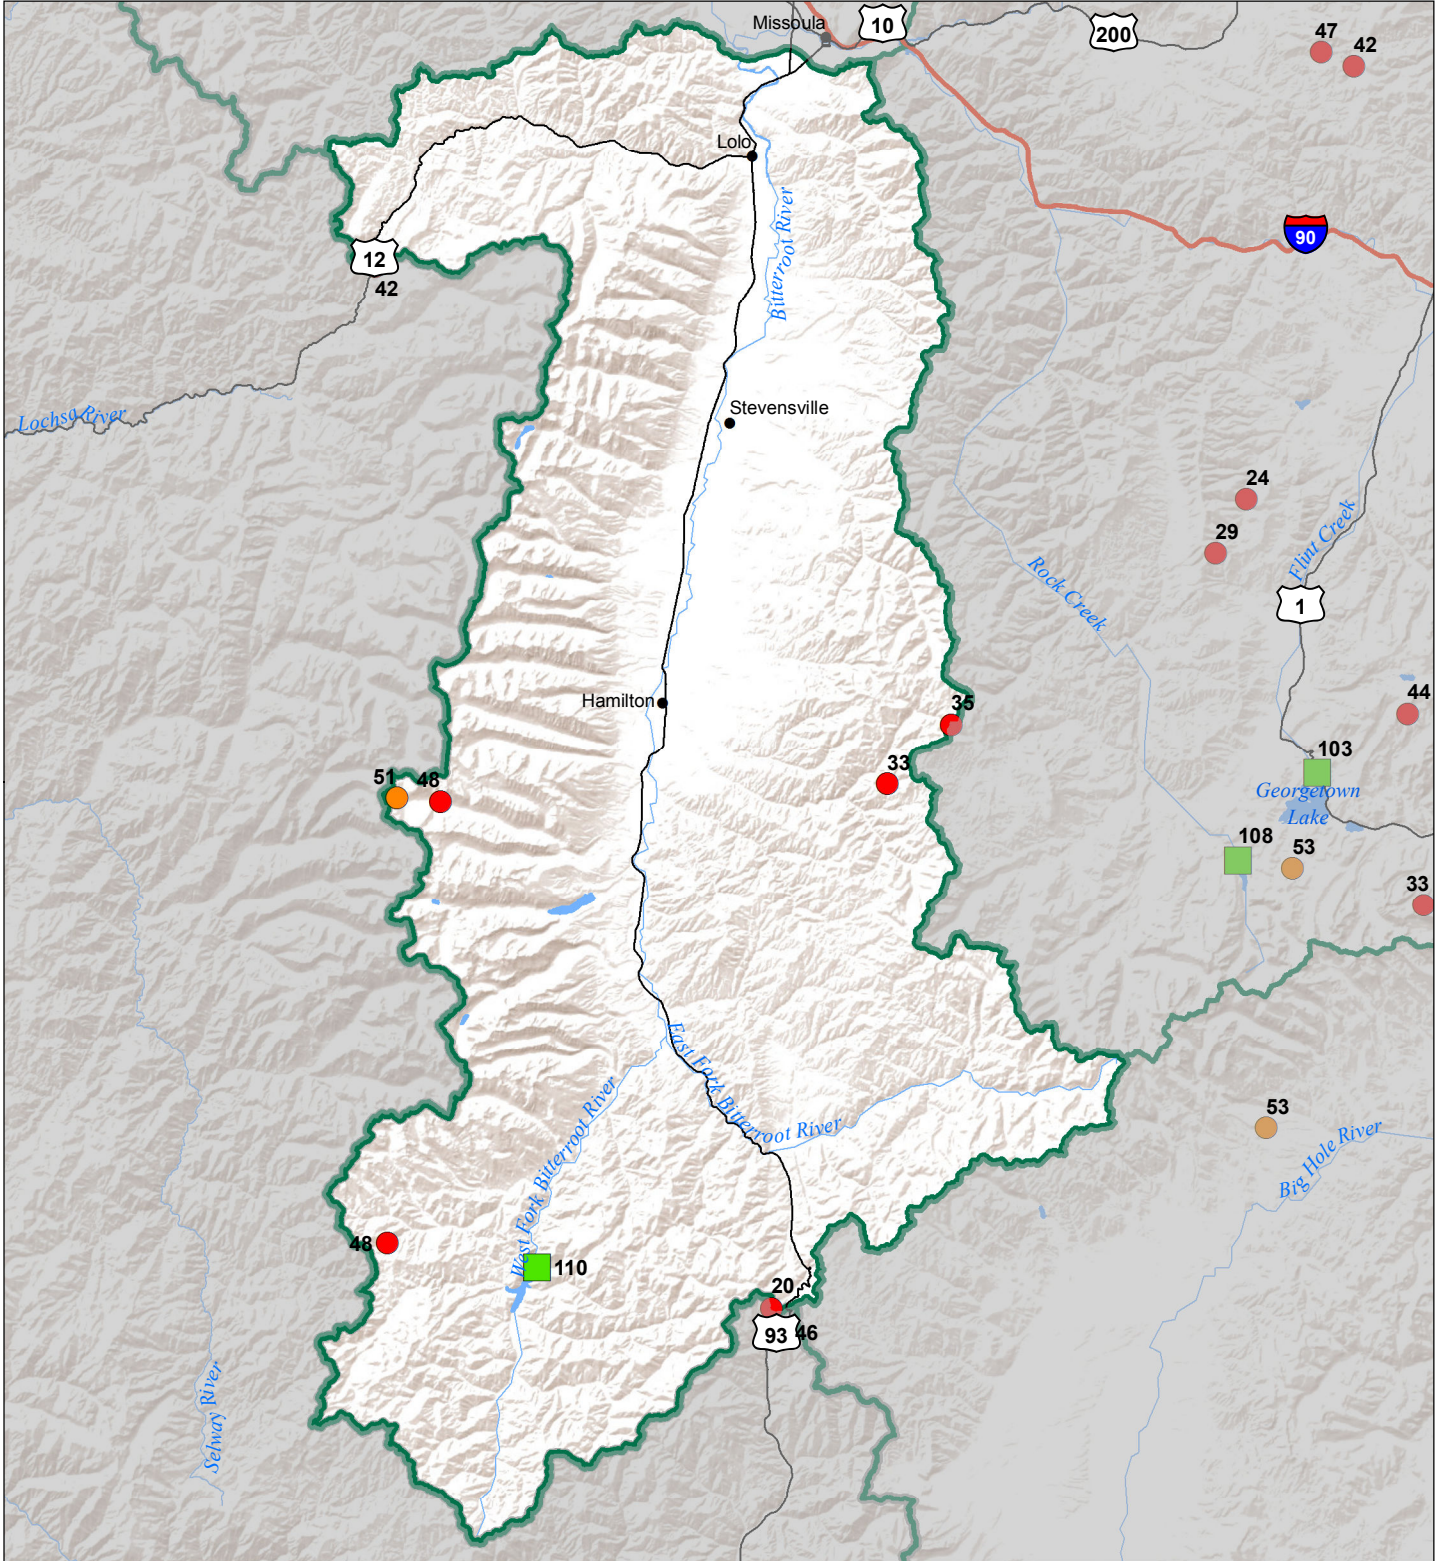 Missoula
10
200
47
42
Lolo
Bitterroot River
90
12
42
Lochsa River
Stevensville
24
29
Flint Creek
Rock Creek
1
Hamilton
35
44
33
103
51
48
Georgetown
Lake
108
53
33
East Fork Bitterroot River
West Fork Bitterroot River
53
Big Hole River
48
110
20
93
46
Selway River